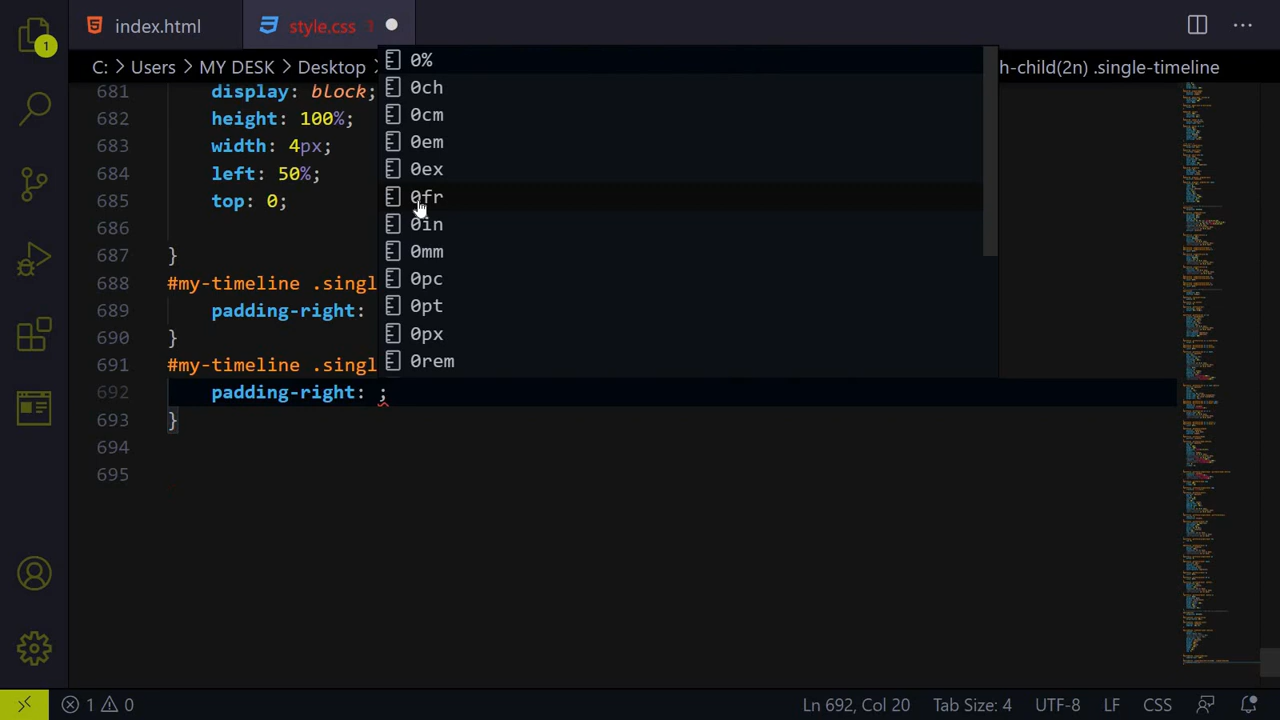 index.html
style.css 1
C: > Users > MY DESK > Desktop >
h-child(2n) .single-timeline
681 display: block;
682 height: 100%;
683 width: 4px;
684 left: 50%;
685 top: 0;
686
687 }
688 #my-timeline .singl
689 padding-right:
690 }
691 #my-timeline .singl
692 padding-right: ;
693 }
694
695
0%
0ch
0cm
0em
0ex
0fr
0in
0mm
0pc
0pt
0px
0rem
1
1 0
Ln 692, Col 20
Tab Size: 4
UTF-8
LF
CSS